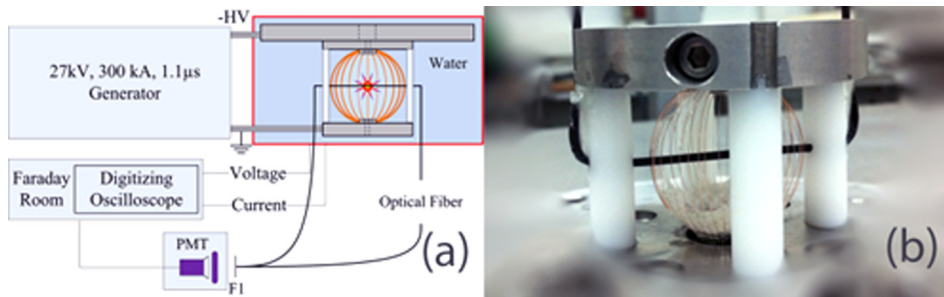 -HV
27kV, 300 kA, 1.1μs
Generator
Water
Faraday
Room
Digitizing
Oscilloscope
Voltage
Current
Optical Fiber
PMT
F1
(a)
(b)